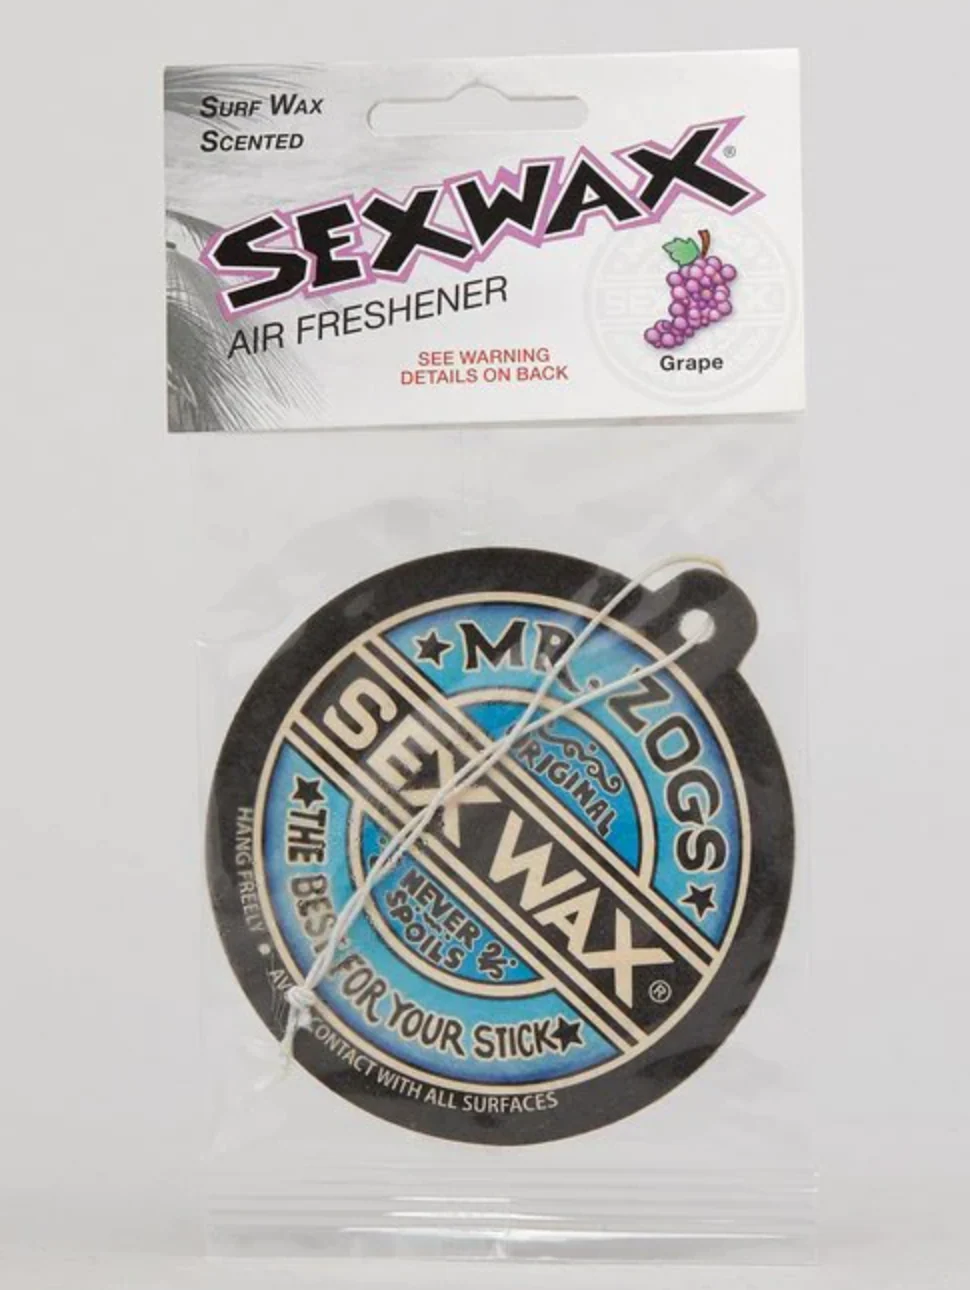 SURF WAX
SCENTED
SEXWAX®
AIR FRESHENER
SEE WARNING
DETAILS ON BACK
Grape
MR. ZOGS
ORIGINAL
SEX WAX®
NEVER
SPOILS
THE BEST FOR YOUR STICK
HANG FREELY • AVOID CONTACT WITH ALL SURFACES